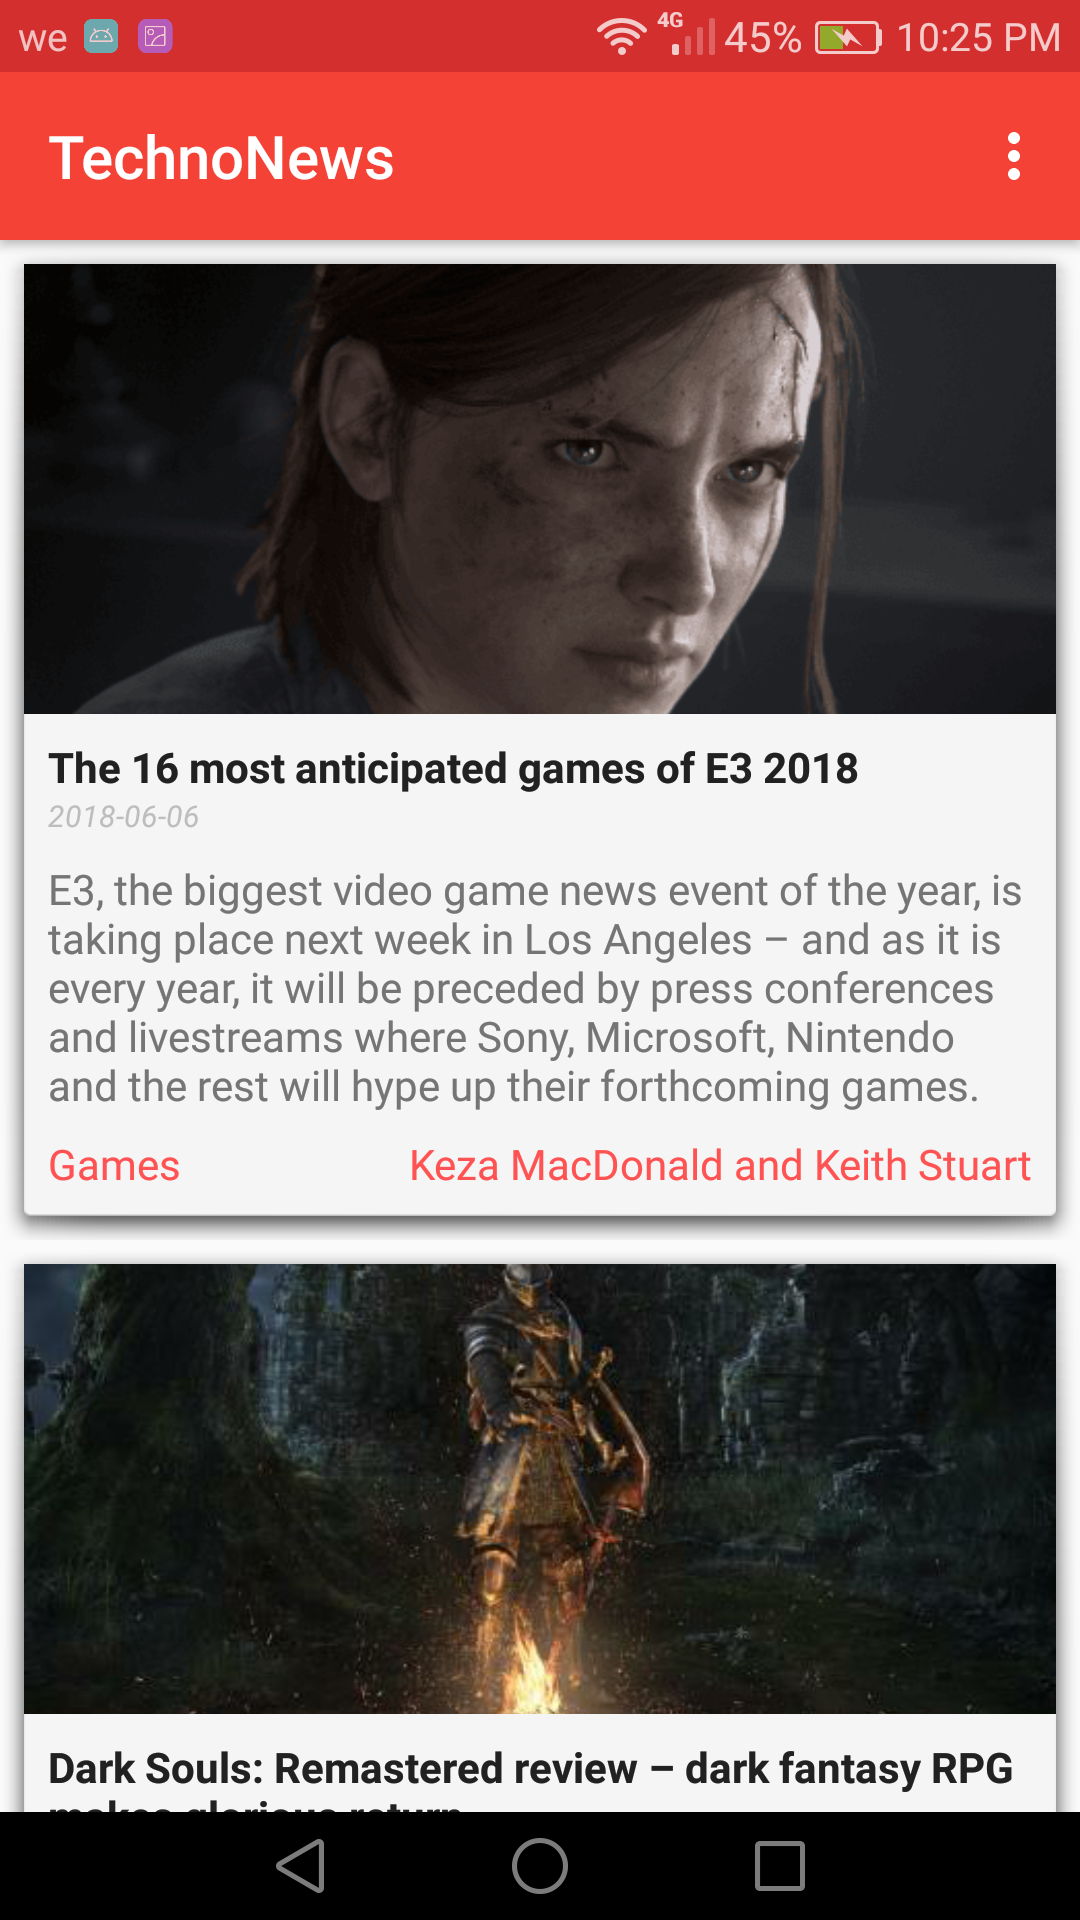 we 4G 45% 10:25 PM
TechnoNews
The 16 most anticipated games of E3 2018
2018-06-06
E3, the biggest video game news event of the year, is
taking place next week in Los Angeles – and as it is
every year, it will be preceded by press conferences
and livestreams where Sony, Microsoft, Nintendo
and the rest will hype up their forthcoming games.
Games Keza MacDonald and Keith Stuart
Dark Souls: Remastered review – dark fantasy RPG
makes glorious return